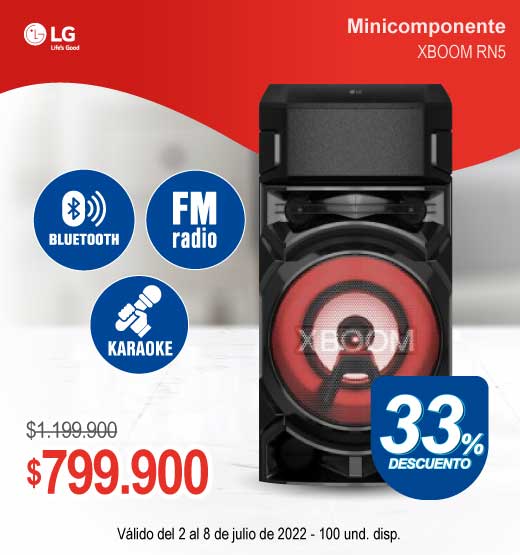 LG
Life's Good
Minicomponente
XBOOM RN5
LG
BLUETOOTH
FM
radio
KARAOKE
XBOOM
33%
DESCUENTO
$1.199.900
$799.900
Válido del 2 al 8 de julio de 2022 - 100 und. disp.